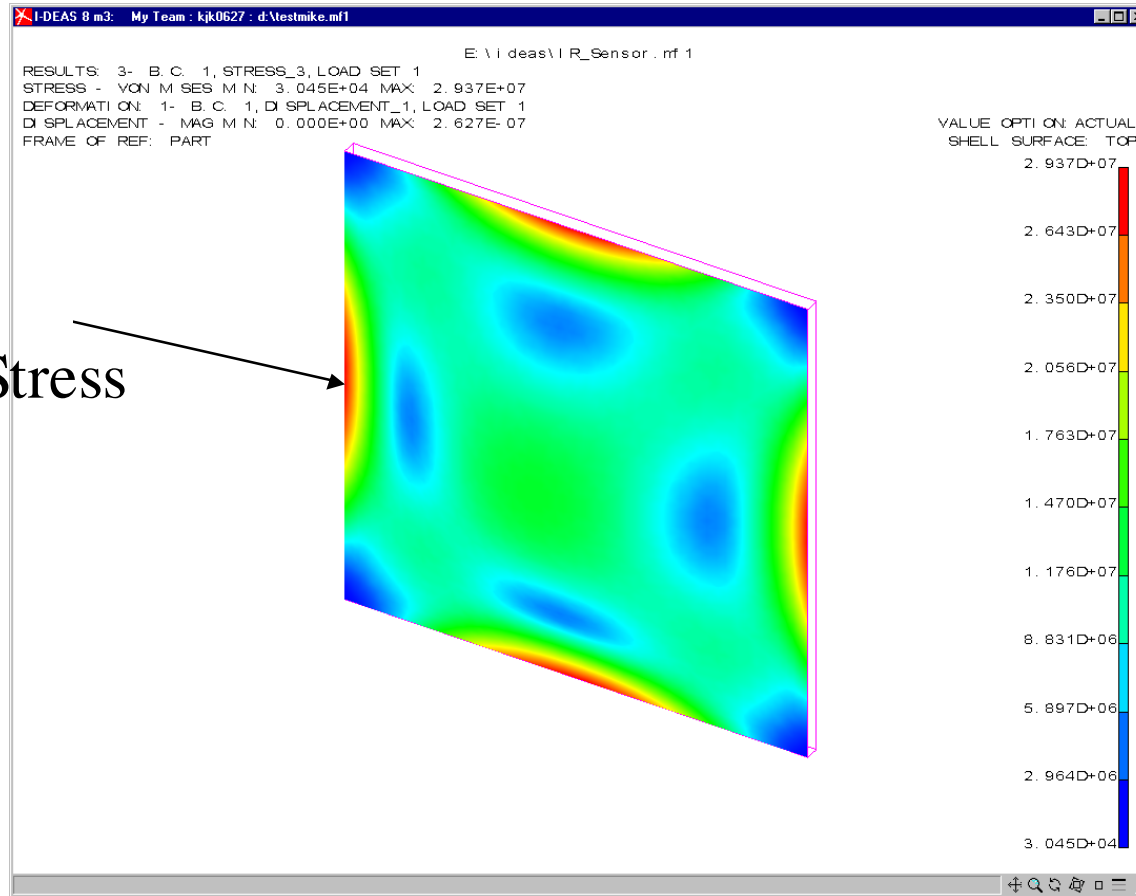 I-DEAS 8 m3: My Team : kjk0627 : d:\testmike.mf1
E:\ideas\IR_Sensor.mf1
RESULTS: 3- B.C. 1, STRESS_3, LOAD SET 1
STRESS - VON MISES MIN: 3.045E+04 MAX: 2.937E+07
DEFORMATION: 1- B.C. 1, DISPLACEMENT_1, LOAD SET 1
DISPLACEMENT - MAG MIN: 0.000E+00 MAX: 2.627E-07
FRAME OF REF: PART
VALUE OPTION: ACTUAL
SHELL SURFACE: TOP
2.937D+07
2.643D+07
2.350D+07
2.056D+07
1.763D+07
1.470D+07
1.176D+07
8.831D+06
5.897D+06
2.964D+06
3.045D+04
Stress